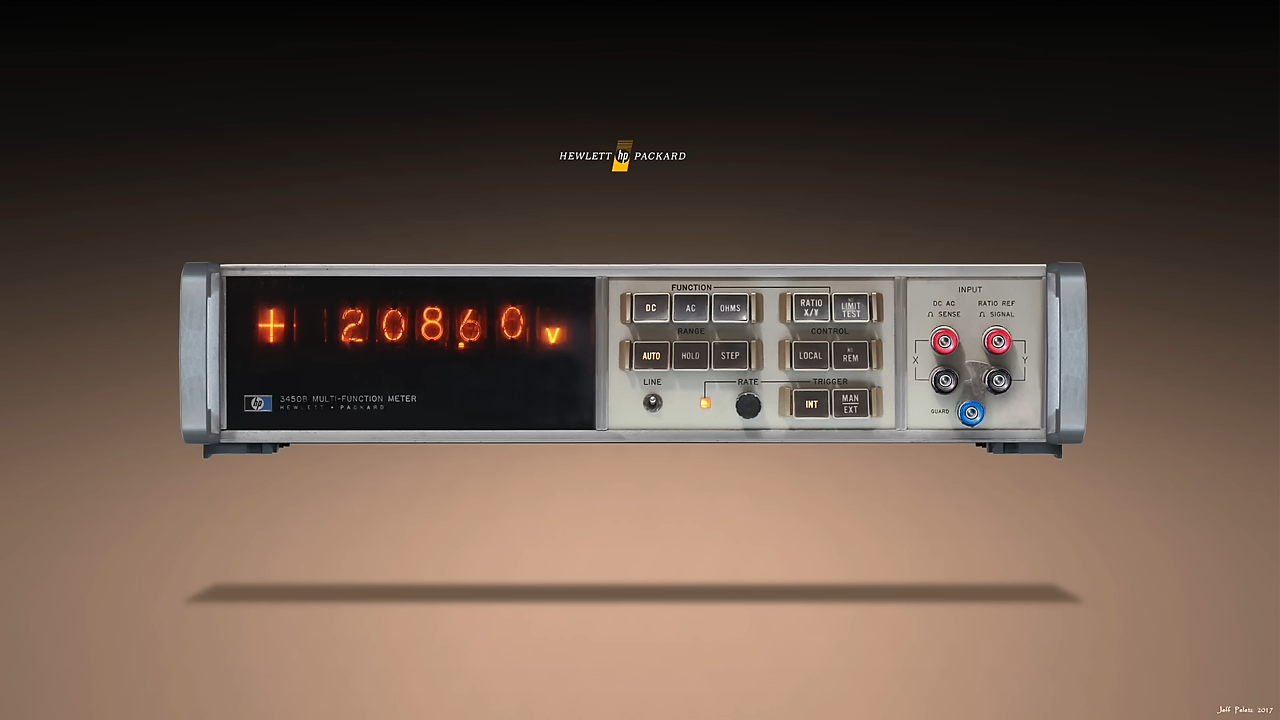 HEWLETT hp PACKARD
+ 208.60 V
hp 3450B MULTI-FUNCTION METER
HEWLETT • PACKARD
FUNCTION
DC AC OHMS
RATIO X/Y
LIMIT TEST
RANGE
CONTROL
AUTO HOLD STEP
LOCAL
REM
LINE
RATE
TRIGGER
INT
MAN EXT
INPUT
DC AC RATIO REF
Ω SENSE Ω SIGNAL
X Y
GUARD
Jeff Peletz 2017